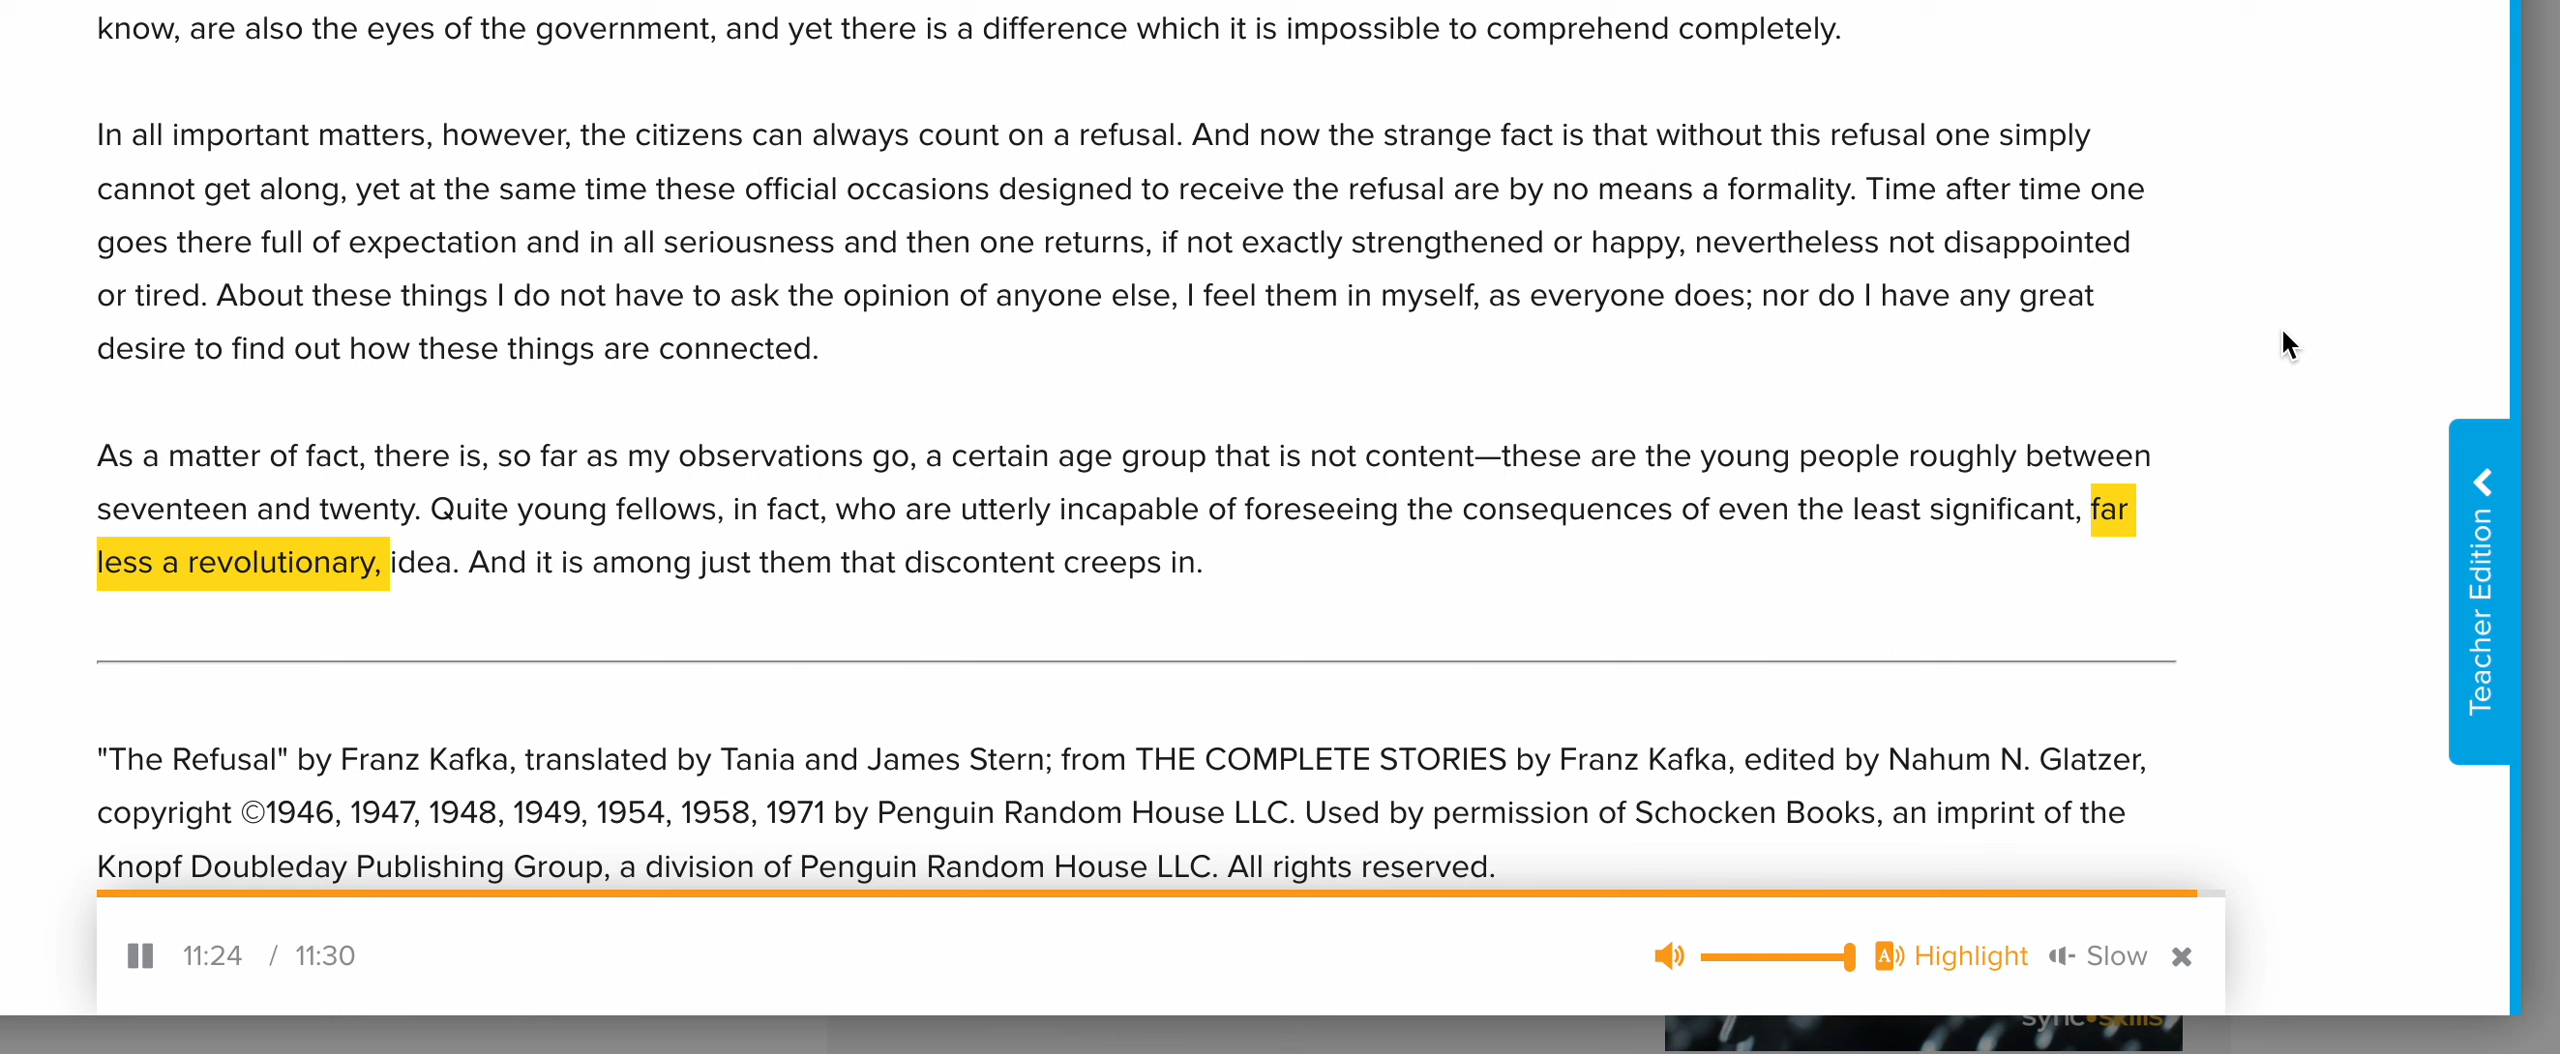 know, are also the eyes of the government, and yet there is a difference which it is impossible to comprehend completely.
In all important matters, however, the citizens can always count on a refusal. And now the strange fact is that without this refusal one simply
cannot get along, yet at the same time these official occasions designed to receive the refusal are by no means a formality. Time after time one
goes there full of expectation and in all seriousness and then one returns, if not exactly strengthened or happy, nevertheless not disappointed
or tired. About these things I do not have to ask the opinion of anyone else, I feel them in myself, as everyone does; nor do I have any great
desire to find out how these things are connected.
As a matter of fact, there is, so far as my observations go, a certain age group that is not content—these are the young people roughly between
seventeen and twenty. Quite young fellows, in fact, who are utterly incapable of foreseeing the consequences of even the least significant, far
less a revolutionary, idea. And it is among just them that discontent creeps in.
"The Refusal" by Franz Kafka, translated by Tania and James Stern; from THE COMPLETE STORIES by Franz Kafka, edited by Nahum N. Glatzer,
copyright ©1946, 1947, 1948, 1949, 1954, 1958, 1971 by Penguin Random House LLC. Used by permission of Schocken Books, an imprint of the
Knopf Doubleday Publishing Group, a division of Penguin Random House LLC. All rights reserved.
11:24 / 11:30
A Highlight Slow
Teacher Edition
sync•skills